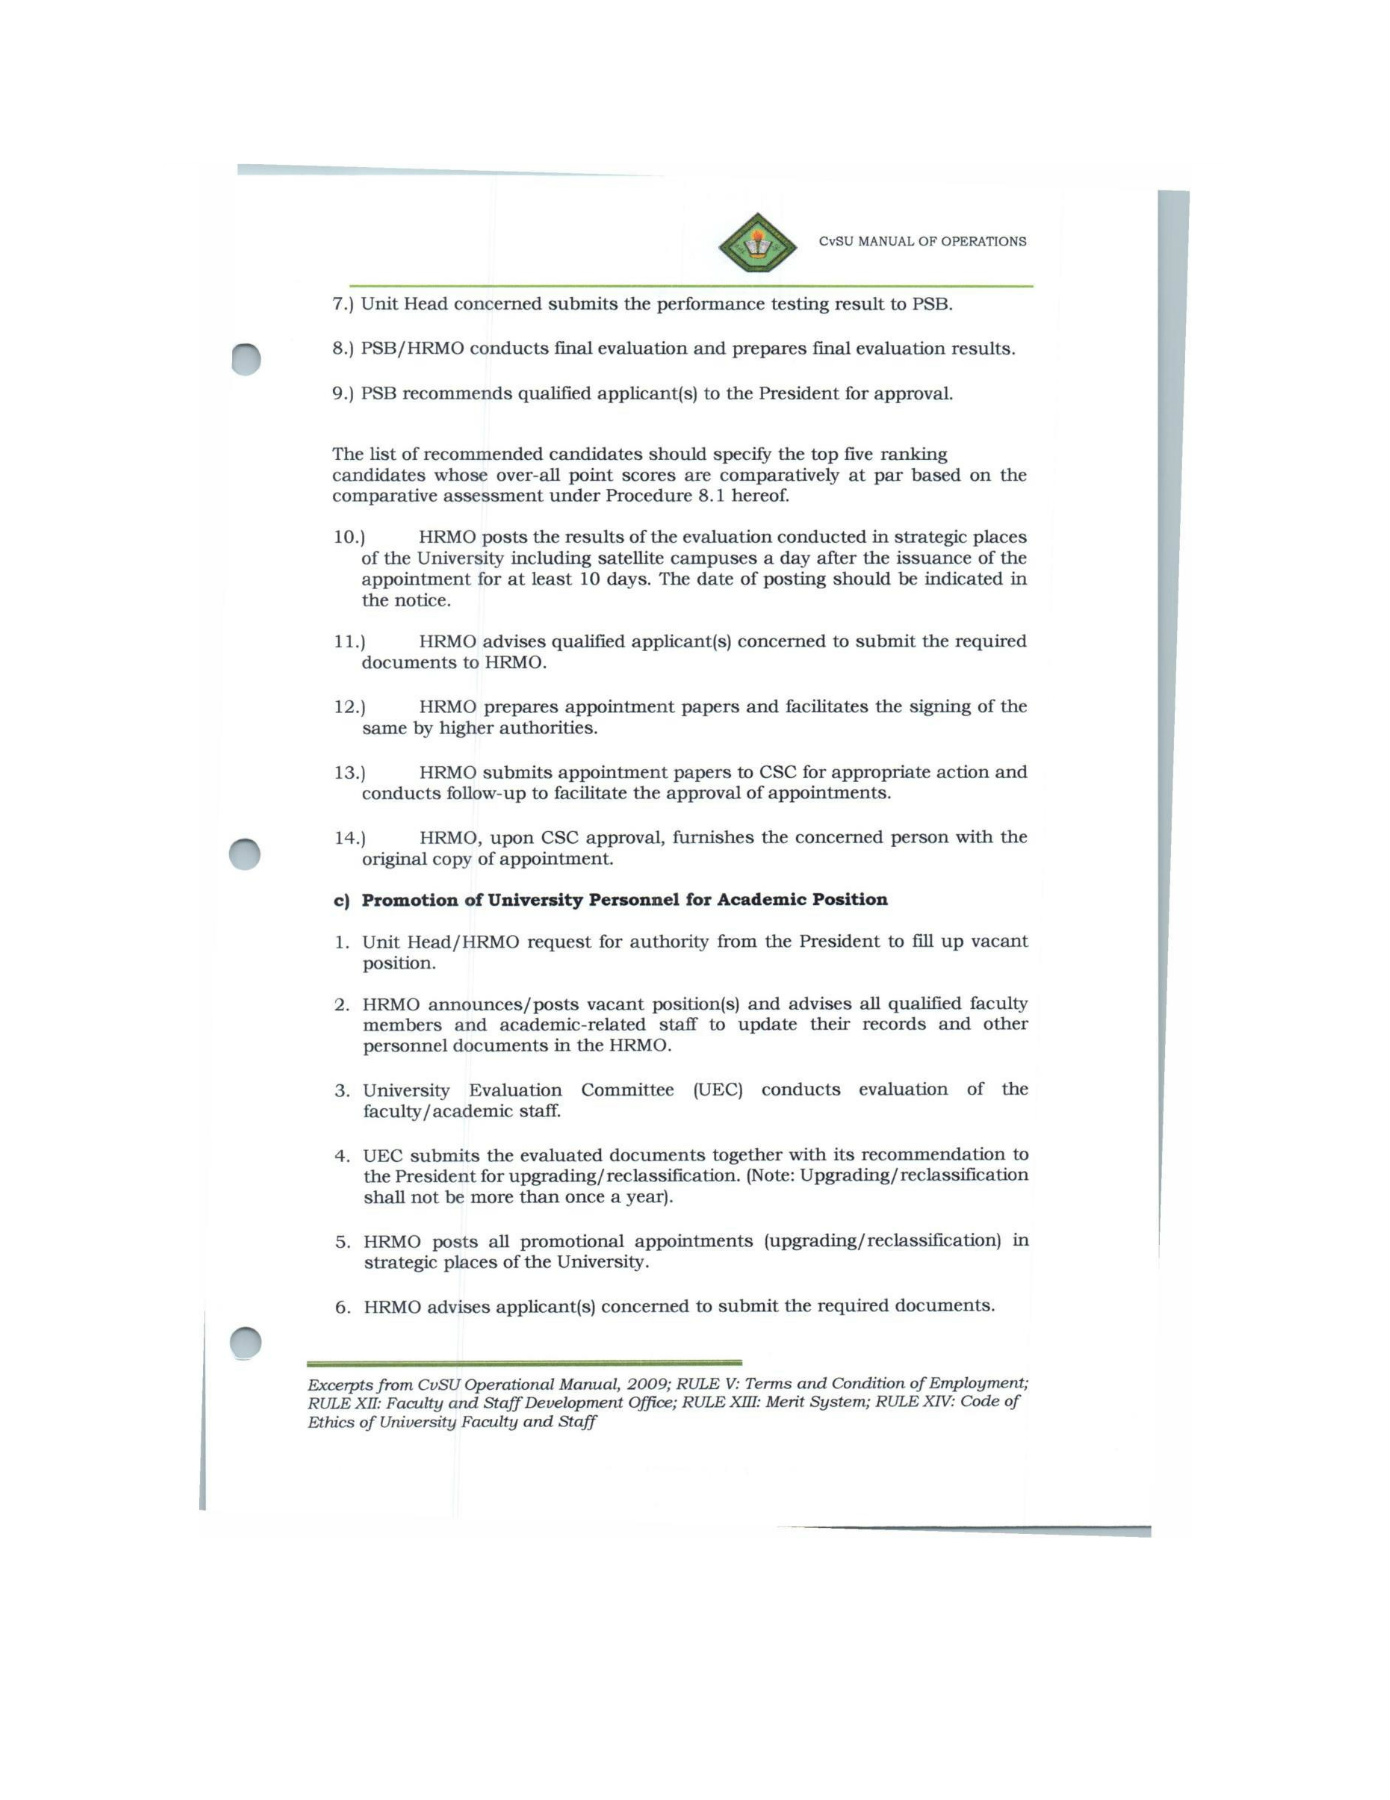 CvSU MANUAL OF OPERATIONS
7.) Unit Head concerned submits the performance testing result to PSB.
8.) PSB/HRMO conducts final evaluation and prepares final evaluation results.
9.) PSB recommends qualified applicant(s) to the President for approval.
The list of recommended candidates should specify the top five ranking
candidates whose over-all point scores are comparatively at par based on the
comparative assessment under Procedure 8.1 hereof.
10.) HRMO posts the results of the evaluation conducted in strategic places
of the University including satellite campuses a day after the issuance of the
appointment for at least 10 days. The date of posting should be indicated in
the notice.
11.) HRMO advises qualified applicant(s) concerned to submit the required
documents to HRMO.
12.) HRMO prepares appointment papers and facilitates the signing of the
same by higher authorities.
13.) HRMO submits appointment papers to CSC for appropriate action and
conducts follow-up to facilitate the approval of appointments.
14.) HRMO, upon CSC approval, furnishes the concerned person with the
original copy of appointment.
c) Promotion of University Personnel for Academic Position
1. Unit Head/HRMO request for authority from the President to fill up vacant
position.
2. HRMO announces/posts vacant position(s) and advises all qualified faculty
members and academic-related staff to update their records and other
personnel documents in the HRMO.
3. University Evaluation Committee (UEC) conducts evaluation of the
faculty/academic staff.
4. UEC submits the evaluated documents together with its recommendation to
the President for upgrading/reclassification. (Note: Upgrading/reclassification
shall not be more than once a year).
5. HRMO posts all promotional appointments (upgrading/reclassification) in
strategic places of the University.
6. HRMO advises applicant(s) concerned to submit the required documents.
Excerpts from CvSU Operational Manual, 2009; RULE V: Terms and Condition of Employment;
RULE XII: Faculty and Staff Development Office; RULE XIII: Merit System; RULE XIV: Code of
Ethics of University Faculty and Staff